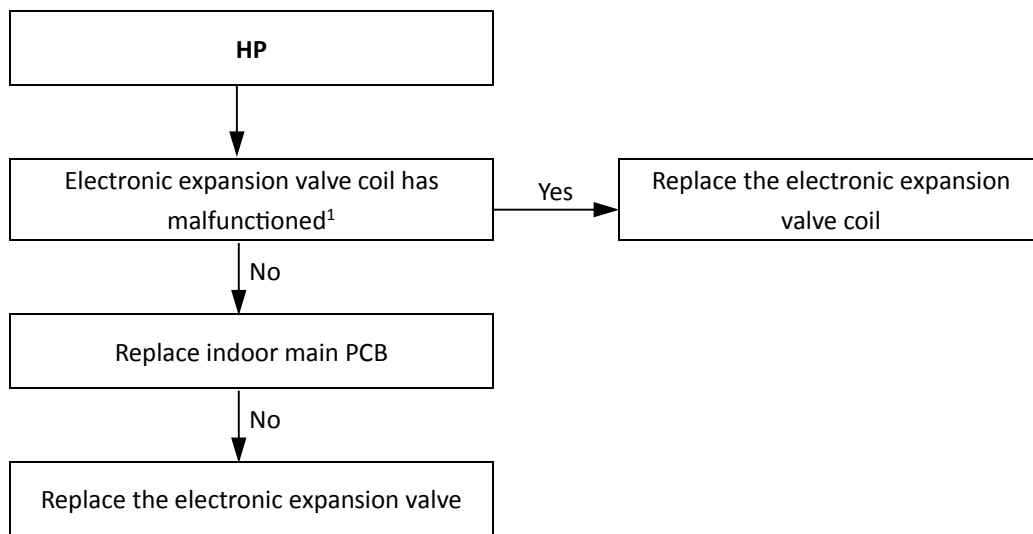 HP
Electronic expansion valve coil has
malfunctioned¹
Yes
Replace the electronic expansion
valve coil
No
Replace indoor main PCB
No
Replace the electronic expansion valve